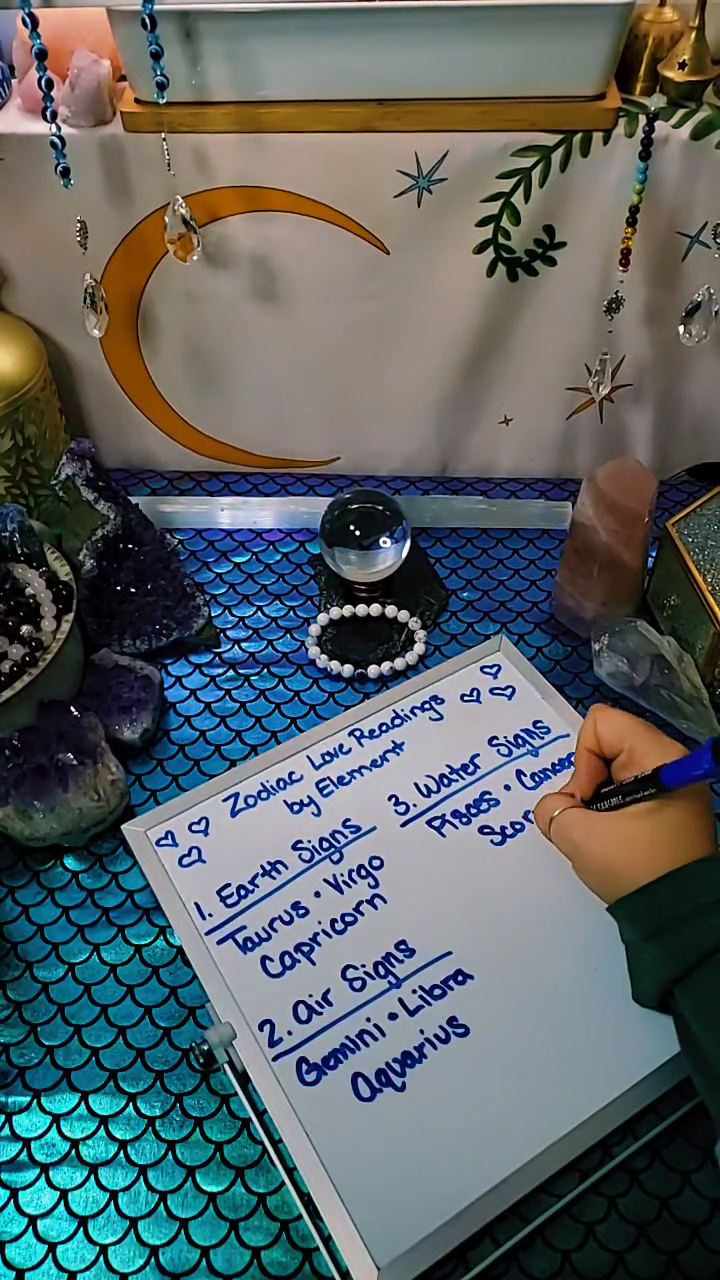 Zodiac Love Readings
by Element
1. Earth Signs
Taurus • Virgo
Capricorn
2. Air Signs
Gemini • Libra
Aquarius
3. Water Signs
Pisces • Cancer
Scor